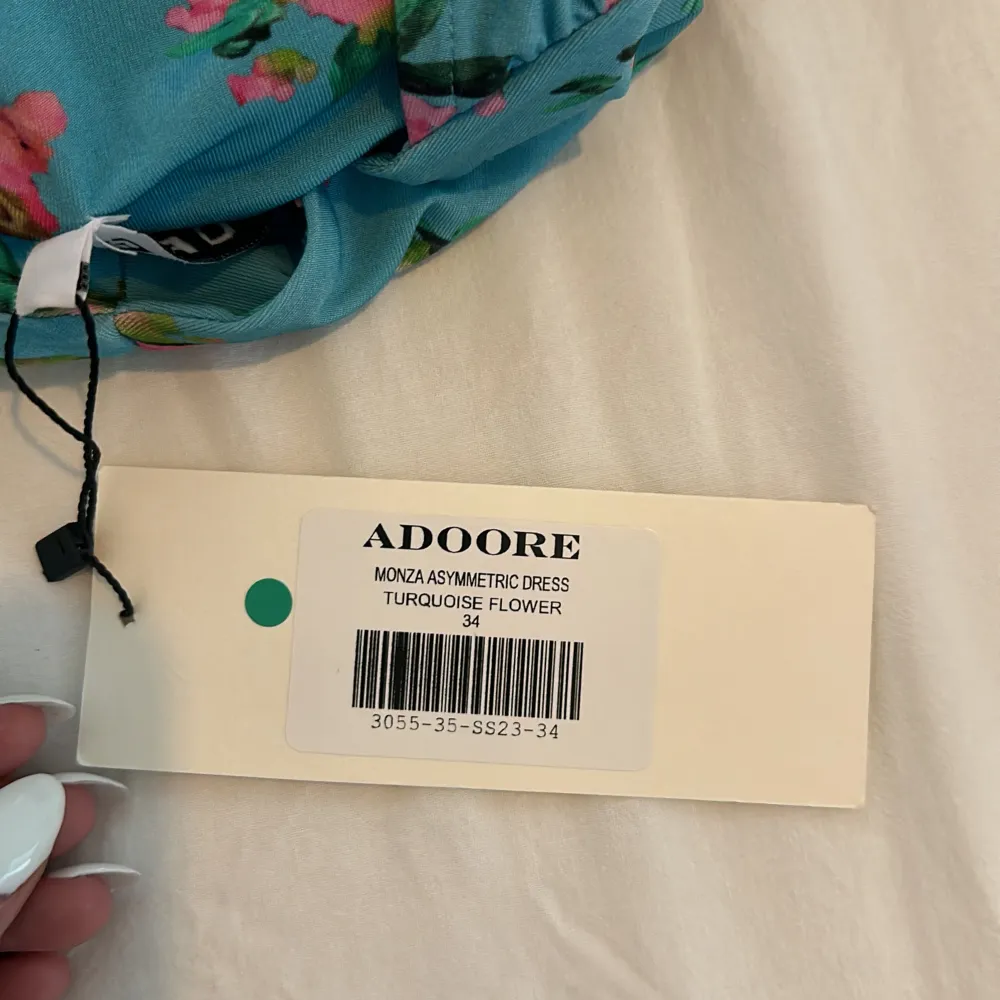 ADOORE
MONZA ASYMMETRIC DRESS
TURQUOISE FLOWER
34
3055-35-SS23-34